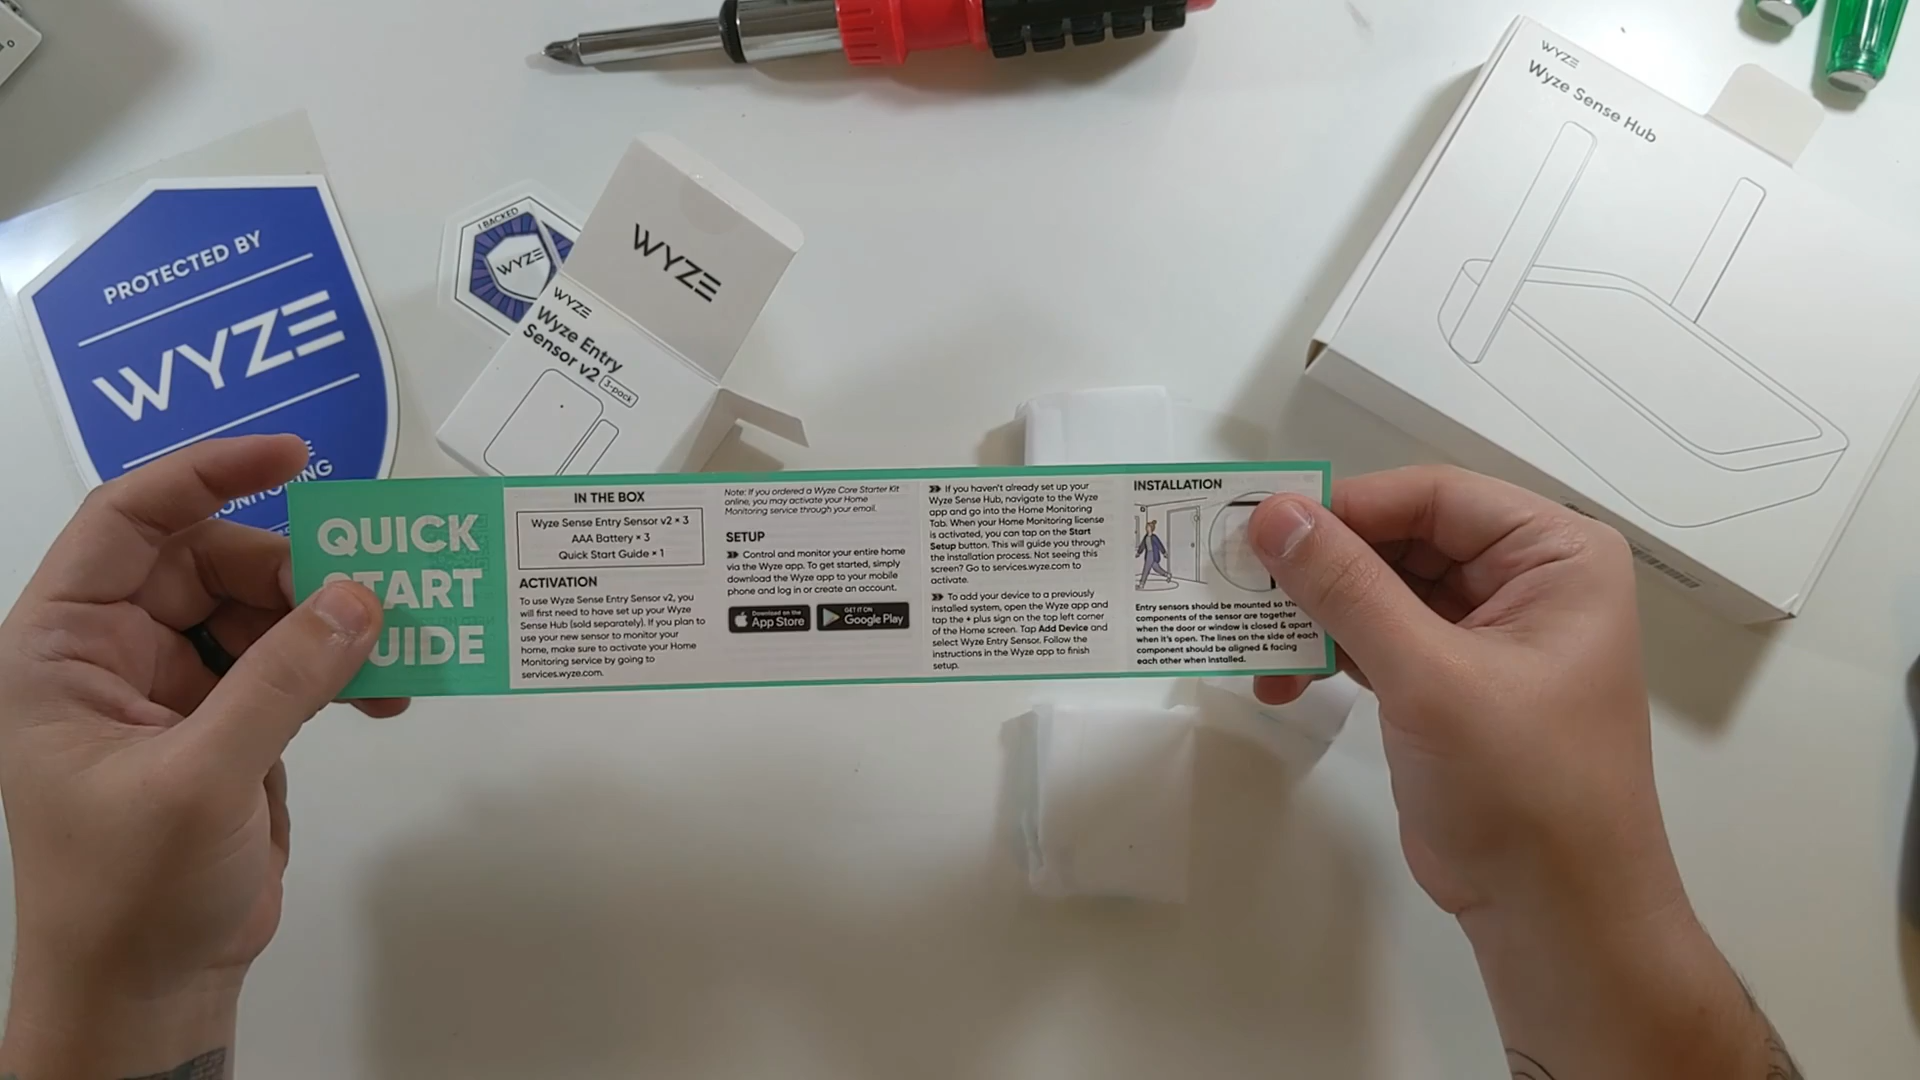 PROTECTED BY
WYZE
I BACKED
WYZE
WYZE
WYZE
Wyze Entry
Sensor v2
3-pack
WYZE
Wyze Sense Hub
QUICK
START
GUIDE
IN THE BOX
Wyze Sense Entry Sensor v2 × 3
AAA Battery × 3
Quick Start Guide × 1
ACTIVATION
To use Wyze Sense Entry Sensor v2, you
will first need to have set up your Wyze
Sense Hub (sold separately). If you plan to
use your new sensor to monitor your
home, make sure to activate your Home
Monitoring service by going to
services.wyze.com.
Note: If you ordered a Wyze Core Starter Kit
online, you may activate your Home
Monitoring service through your email.
SETUP
Control and monitor your entire home
via the Wyze app. To get started, simply
download the Wyze app to your mobile
phone and log in or create an account.
Download on the
App Store
GET IT ON
Google Play
If you haven't already set up your
Wyze Sense Hub, navigate to the Wyze
app and go into the Home Monitoring
Tab. When your Home Monitoring license
is activated, you can tap on the Start
Setup button. This will guide you through
the installation process. Not seeing this
screen? Go to services.wyze.com to
activate.
To add your device to a previously
installed system, open the Wyze app and
tap the + plus sign on the top left corner
of the Home screen. Tap Add Device and
select Wyze Entry Sensor. Follow the
instructions in the Wyze app to finish
setup.
INSTALLATION
Entry sensors should be mounted so
components of the sensor are together
when the door or window is closed & apart
when it's open. The lines on the side of each
component should be aligned & facing
each other when installed.